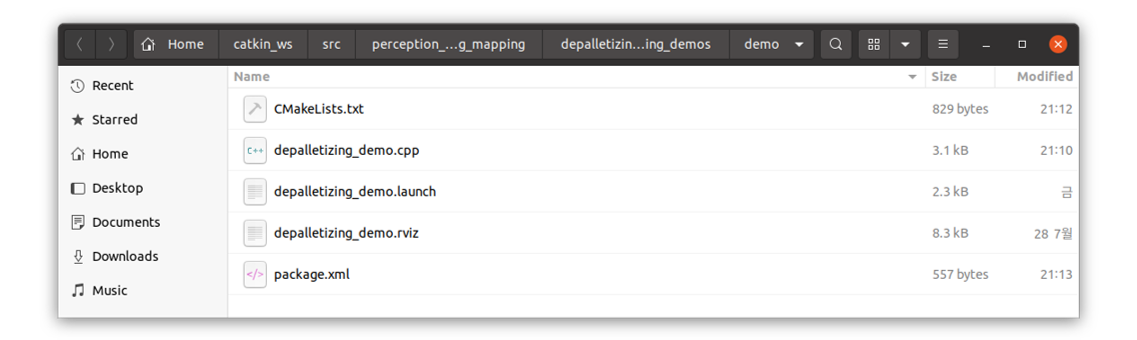 Home catkin_ws src perception_...g_mapping depalletizin...ing_demos demo
Name Size Modified
Recent
Starred
Home
Desktop
Documents
Downloads
Music
CMakeLists.txt 829 bytes 21:12
C++ depalletizing_demo.cpp 3.1 kB 21:10
depalletizing_demo.launch 2.3 kB 금
depalletizing_demo.rviz 8.3 kB 28 7월
</> package.xml 557 bytes 21:13